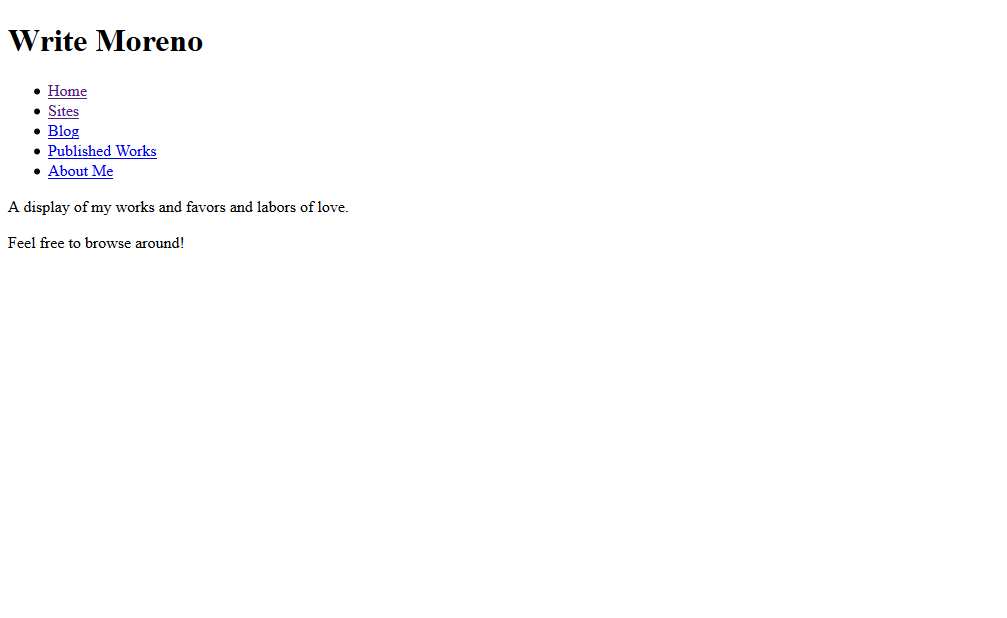 Write Moreno
Home
Sites
Blog
Published Works
About Me
A display of my works and favors and labors of love.
Feel free to browse around!